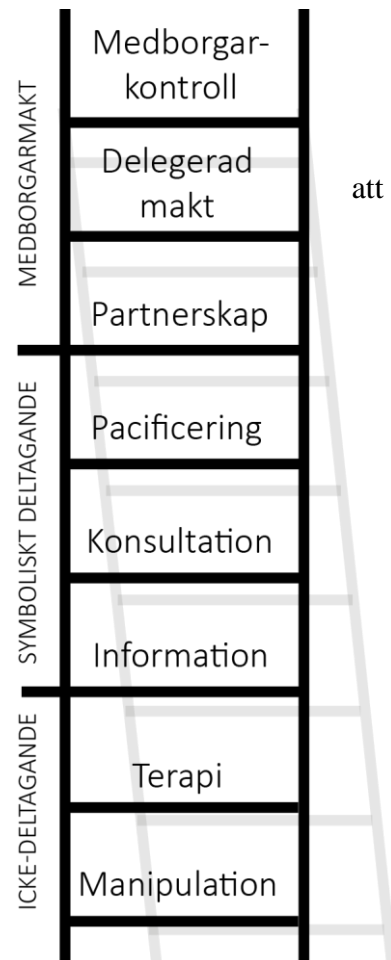 MEDBORGARMAKT
Medborgar-
kontroll
Delegerad
makt
att
Partnerskap
SYMBOLISKT DELTAGANDE
Pacificering
Konsultation
Information
ICKE-DELTAGANDE
Terapi
Manipulation